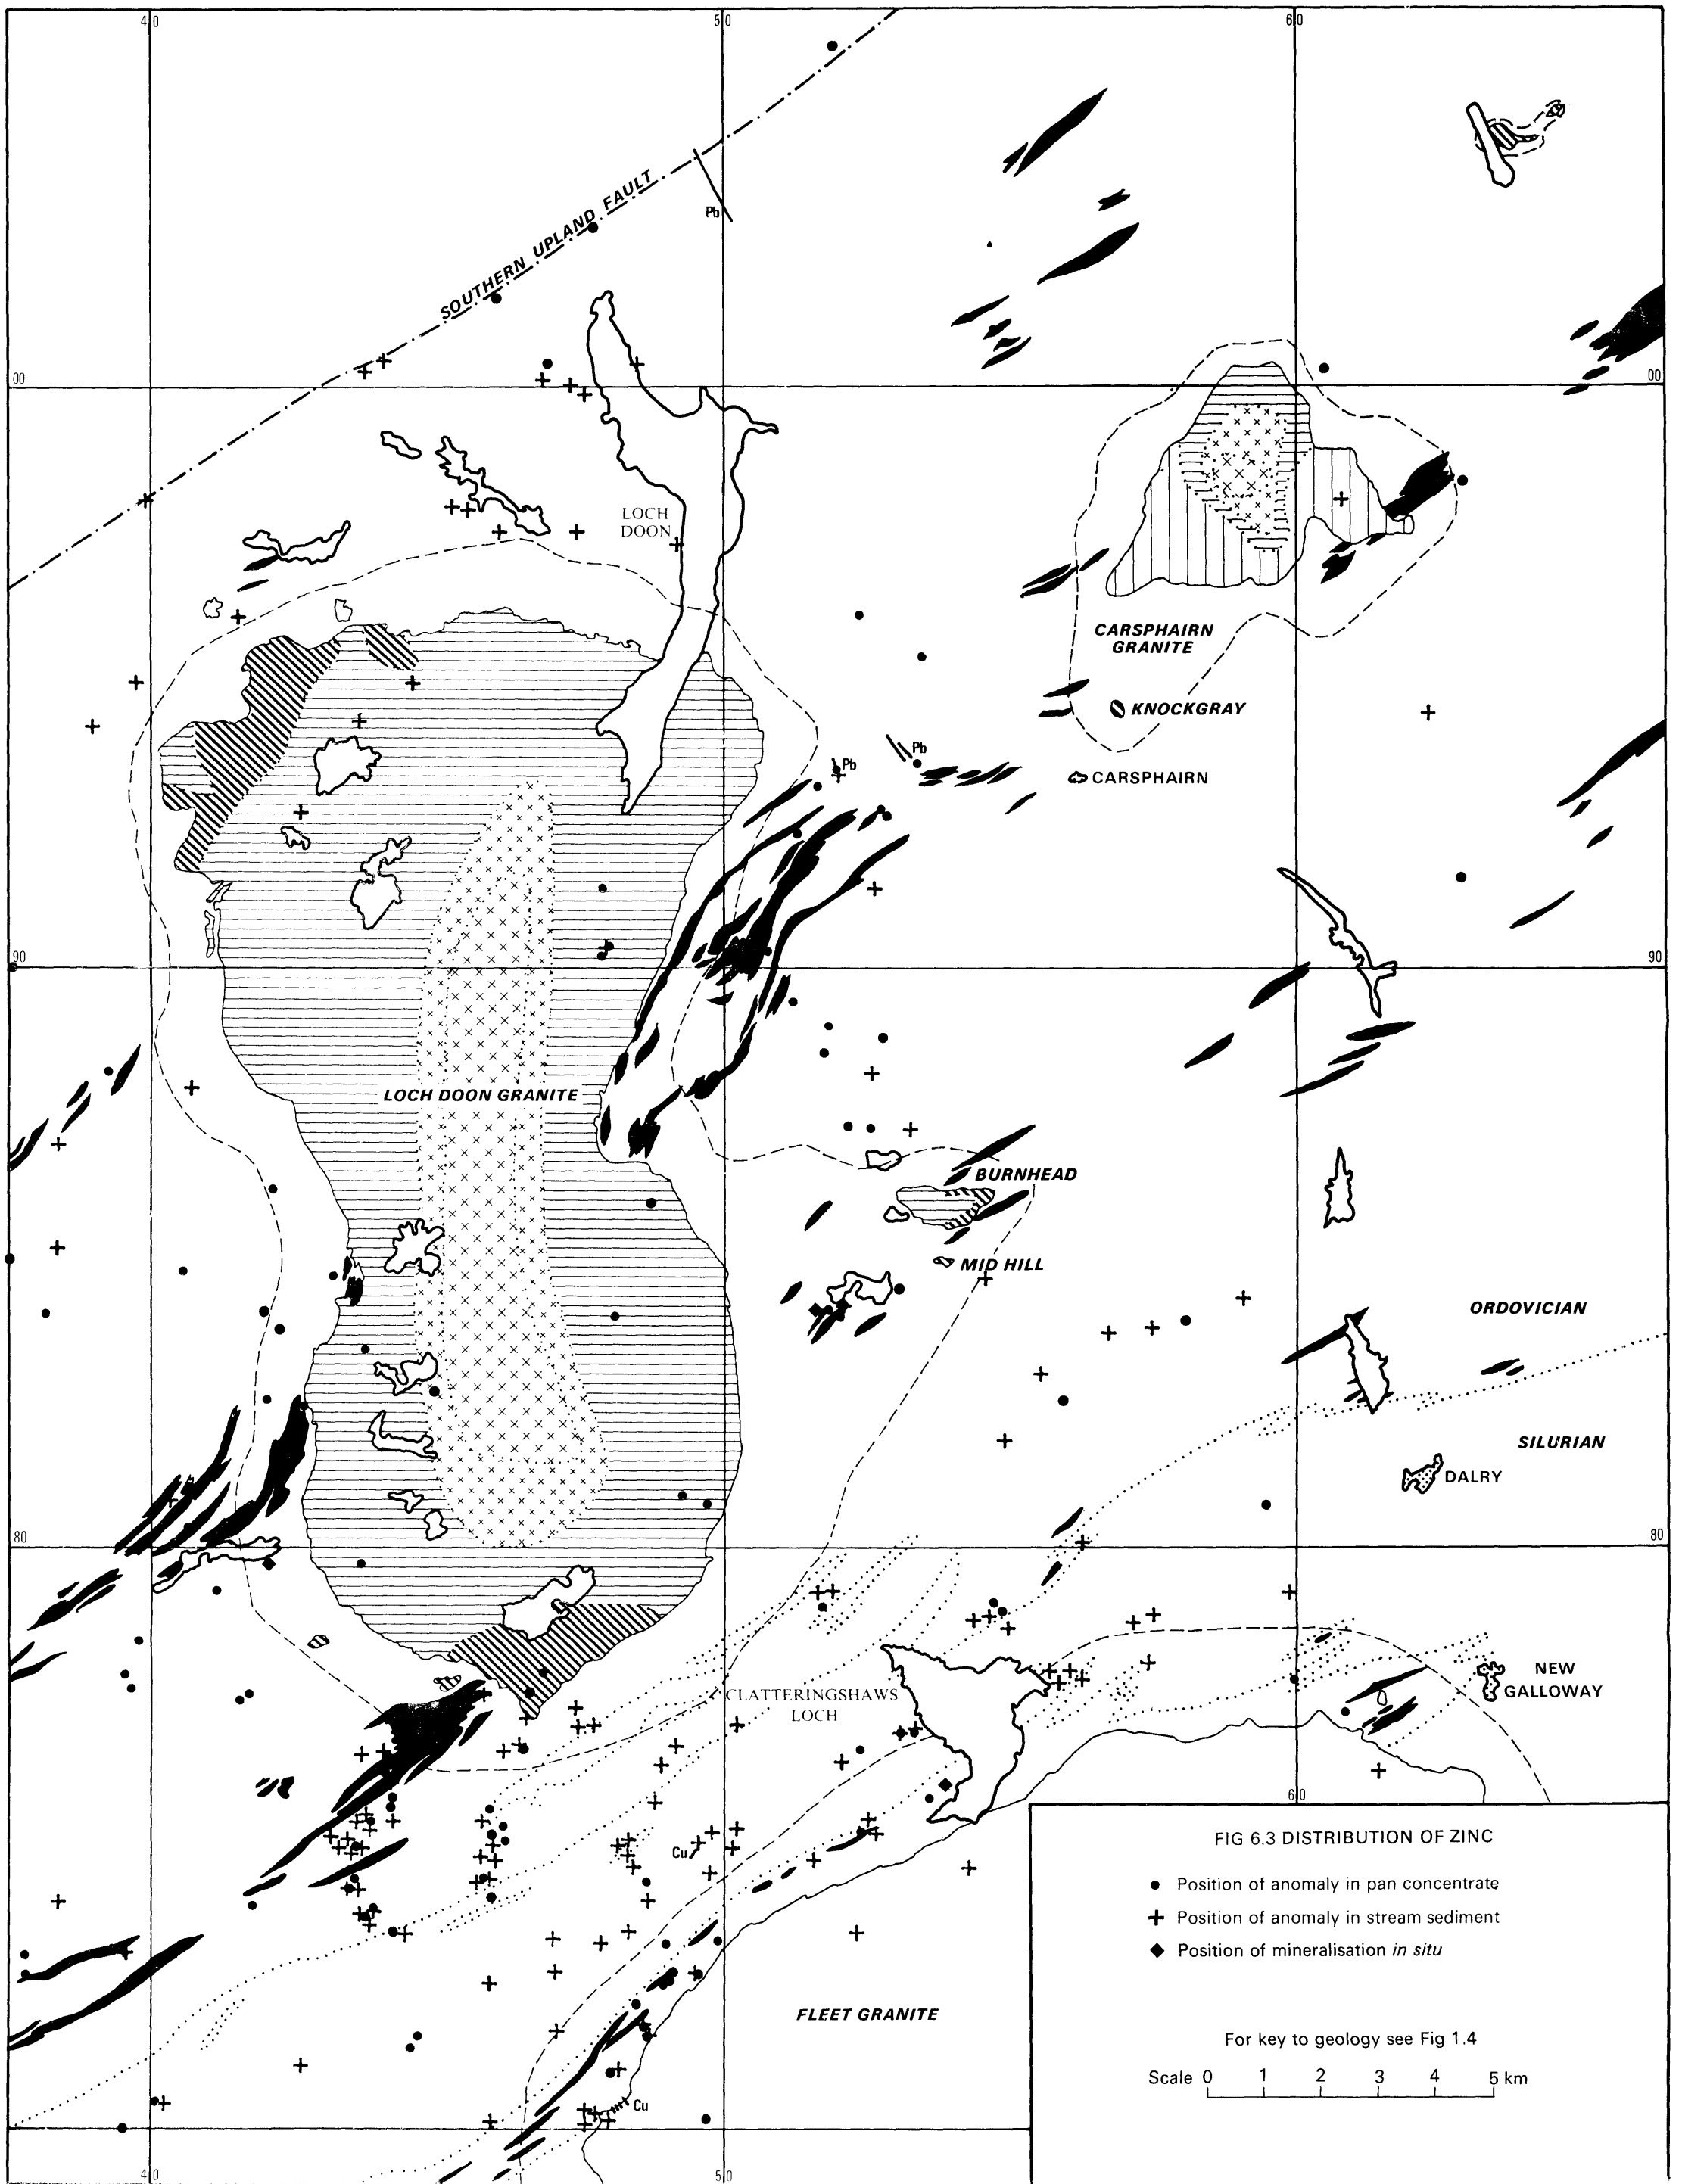 40
50
60
SOUTHERN UPLAND FAULT
Pb
00
00
LOCH
DOON
CARSPHAIRN
GRANITE
KNOCKGRAY
Pb
Pb
CARSPHAIRN
90
90
LOCH DOON GRANITE
BURNHEAD
MID HILL
ORDOVICIAN
SILURIAN
DALRY
80
80
CLATTERINGSHAWS
LOCH
NEW
GALLOWAY
60
Cu
FLEET GRANITE
Cu
40
50
FIG 6.3 DISTRIBUTION OF ZINC
Position of anomaly in pan concentrate
Position of anomaly in stream sediment
Position of mineralisation in situ
For key to geology see Fig 1.4
Scale 0 1 2 3 4 5 km